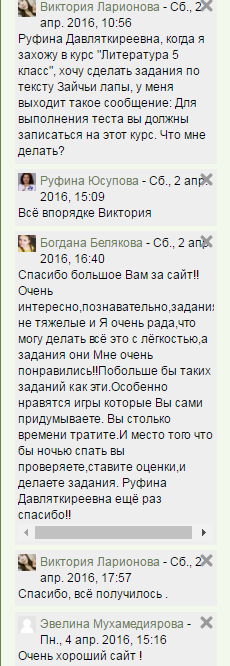 Виктория Ларионова - Сб., 2
апр. 2016, 10:56
Руфина Давляткиреевна, когда я
захожу в курс "Литература 5
класс", хочу сделать задания по
тексту Зайчьи лапы, у меня
выходит такое сообщение: Для
выполнения теста вы должны
записаться на этот курс. Что мне
делать?
Руфина Юсупова - Сб., 2 апр.
2016, 15:09
Всё впорядке Виктория
Богдана Белякова - Сб., 2 апр.
2016, 16:40
Спасибо большое Вам за сайт!!
Очень
интересно,познавательно,задания
не тяжелые и Я очень рада,что
могу делать всё это с лёгкостью,а
задания они Мне очень
понравились!!Побольше бы таких
заданий как эти.Особенно
нравятся игры которые Вы сами
придумываете. Вы столько
времени тратите.И место того что
бы ночью спать вы
проверяете,ставите оценки,и
делаете задания. Руфина
Давляткиреевна ещё раз
спасибо!!
Виктория Ларионова - Сб., 2
апр. 2016, 17:57
Спасибо, всё получилось .
Эвелина Мухамедиярова -
Пн., 4 апр. 2016, 15:16
Очень хороший сайт !